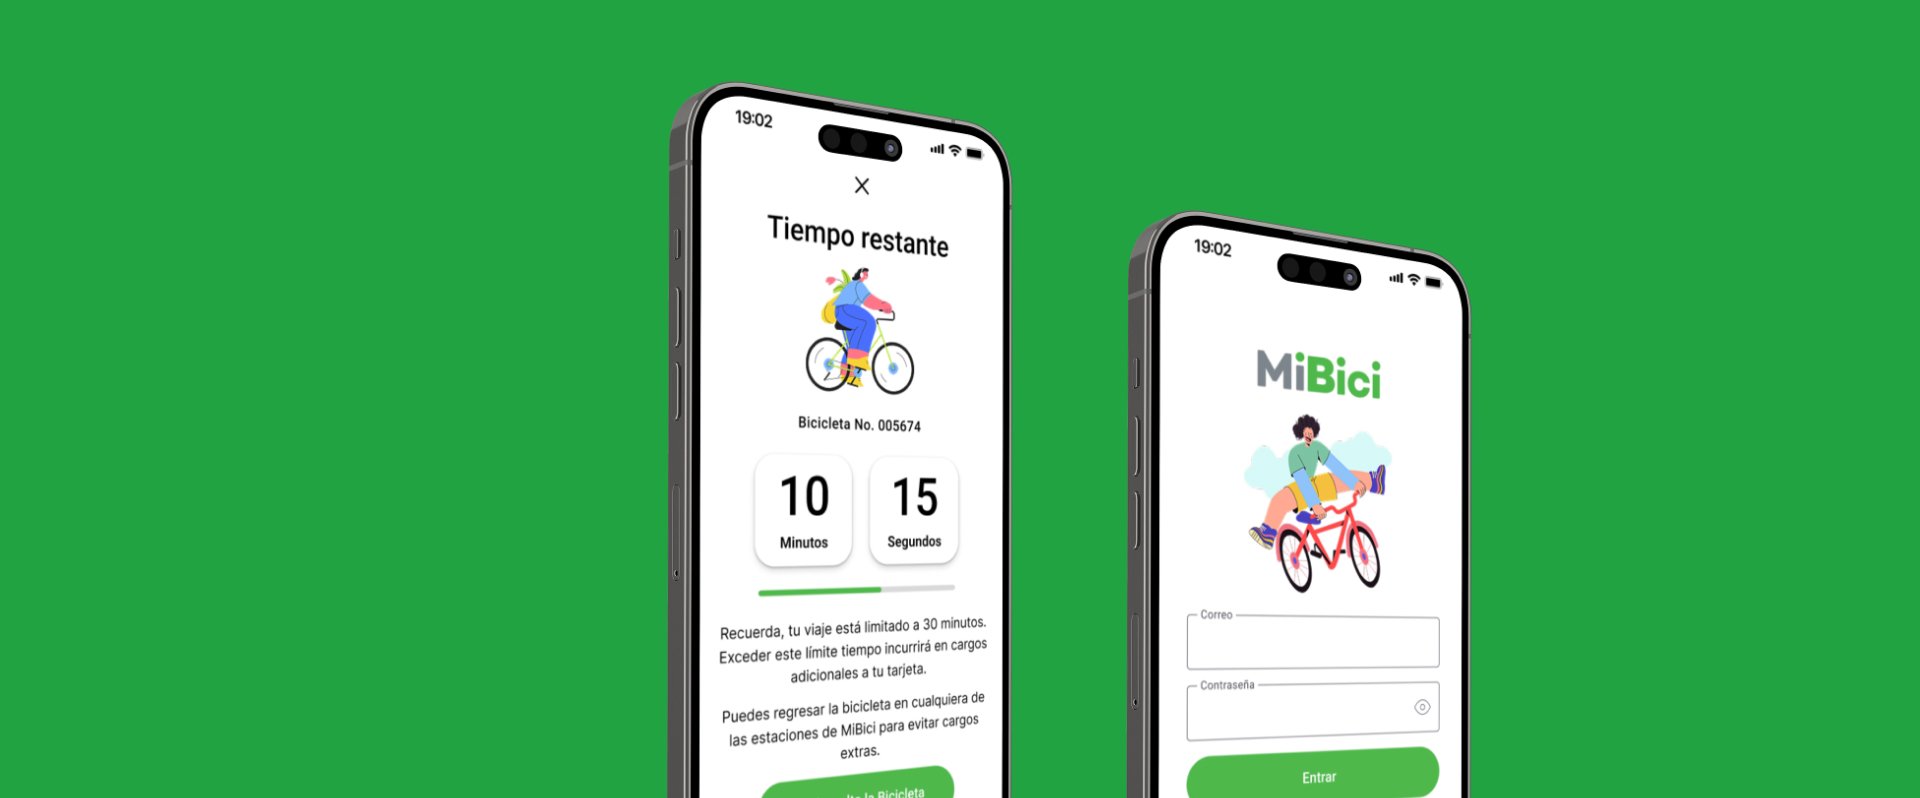 19:02
Tiempo restante
Bicicleta No. 005674
10
Minutos
15
Segundos
Recuerda, tu viaje está limitado a 30 minutos.
Exceder este límite tiempo incurrirá en cargos
adicionales a tu tarjeta.
Puedes regresar la bicicleta en cualquiera de
las estaciones de MiBici para evitar cargos
extras.
la Bicicleta
19:02
MiBici
Correo
Contraseña
Entrar